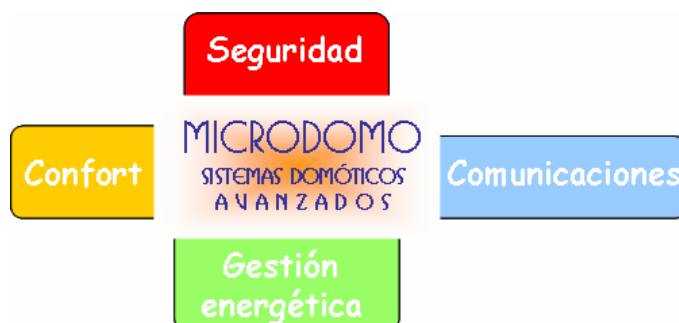 Seguridad
MICRODOMO
Confort
SISTEMAS DOMÓTICOS
Comunicaciones
AVANZADOS
Gestión
energética